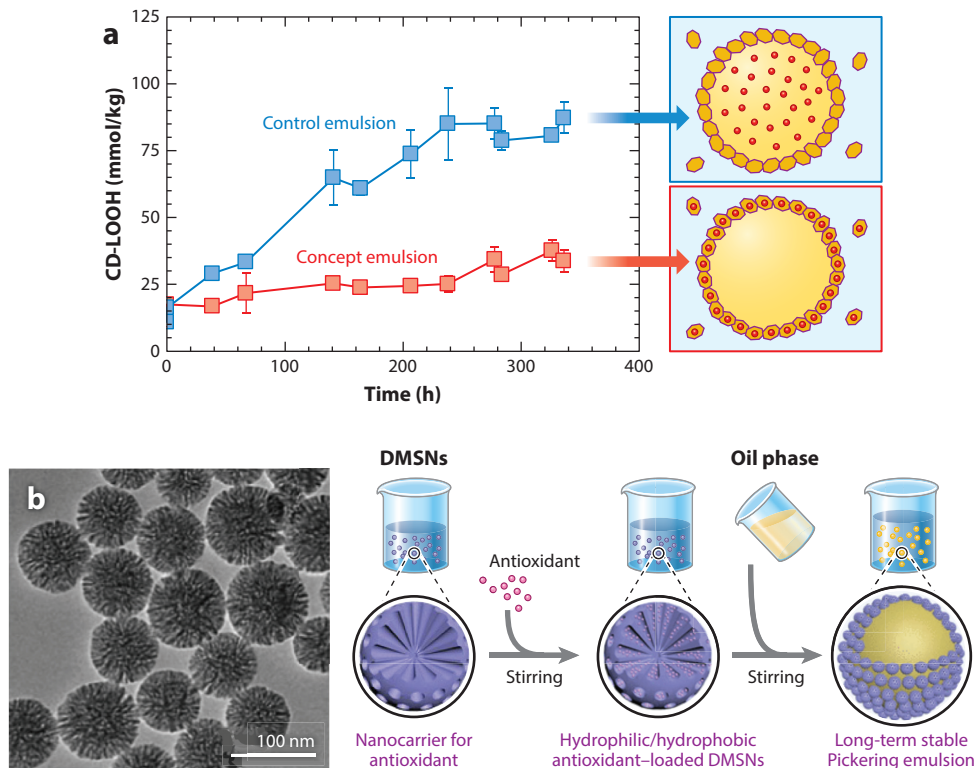 a
125
100
75
50
25
0
CD-LOOH (mmol/kg)
Control emulsion
Concept emulsion
0
100
200
300
400
Time (h)
b
100 nm
DMSNs
Oil phase
Antioxidant
Stirring
Stirring
Nanocarrier for
antioxidant
Hydrophilic/hydrophobic
antioxidant–loaded DMSNs
Long-term stable
Pickering emulsion